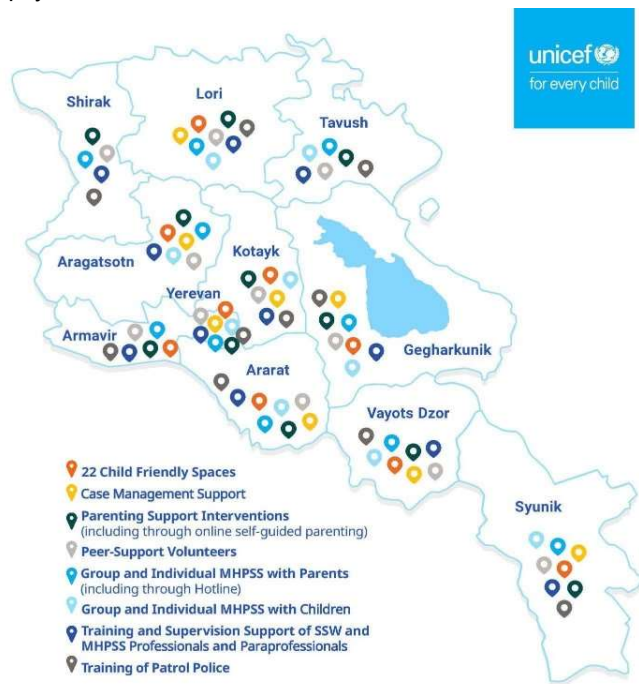 unicef
for every child
Shirak
Lori
Tavush
Aragatsotn
Kotayk
Yerevan
Armavir
Gegharkunik
Ararat
Vayots Dzor
Syunik
22 Child Friendly Spaces
Case Management Support
Parenting Support Interventions
(including through online self-guided parenting)
Peer-Support Volunteers
Group and Individual MHPSS with Parents
(including through Hotline)
Group and Individual MHPSS with Children
Training and Supervision Support of SSW and
MHPSS Professionals and Paraprofessionals
Training of Patrol Police